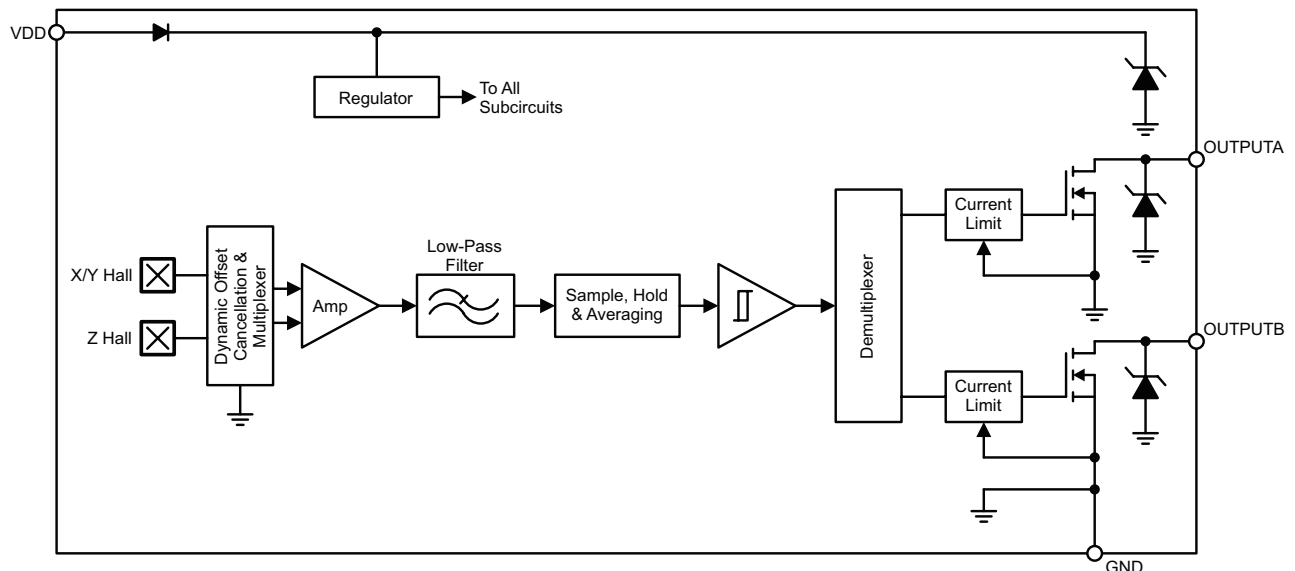 VDD
Regulator
To All
Subcircuits
OUTPUTA
Current
Limit
X/Y Hall
Z Hall
Dynamic Offset
Cancellation &
Multiplexer
Amp
Low-Pass
Filter
Sample, Hold
& Averaging
Demultiplexer
OUTPUTB
Current
Limit
GND